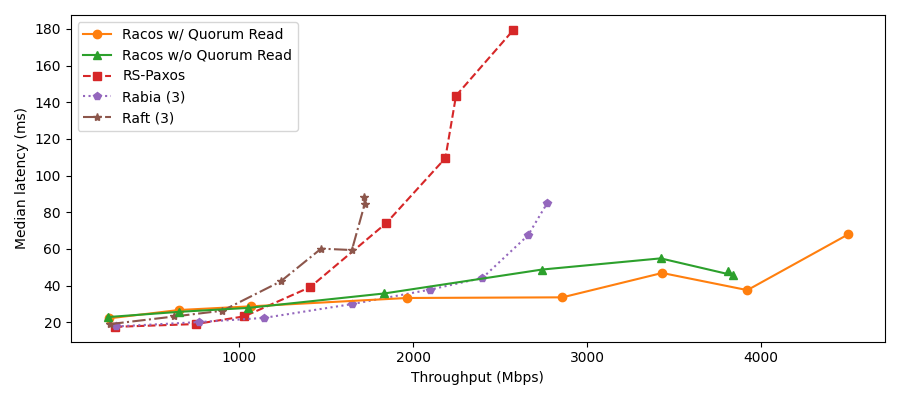 180
160
140
120
100
80
60
40
20
Median latency (ms)
Racos w/ Quorum Read
Racos w/o Quorum Read
RS-Paxos
Rabia (3)
Raft (3)
1000
2000
3000
4000
Throughput (Mbps)